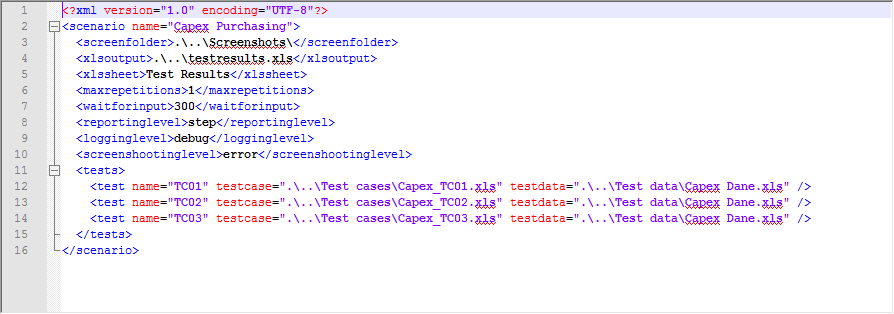 1 <?xml version="1.0" encoding="UTF-8"?>
2 <scenario name="Capex Purchasing">
3 <screenfolder>.\..\Screenshots\</screenfolder>
4 <xlsoutput>.\..\testresults.xls</xlsoutput>
5 <xlssheet>Test Results</xlssheet>
6 <maxrepetitions>1</maxrepetitions>
7 <waitforinput>300</waitforinput>
8 <reportinglevel>step</reportinglevel>
9 <logginglevel>debug</logginglevel>
10 <screenshootinglevel>error</screenshootinglevel>
11 <tests>
12 <test name="TC01" testcase=".\..\Test cases\Capex_TC01.xls" testdata=".\..\Test data\Capex Dane.xls" />
13 <test name="TC02" testcase=".\..\Test cases\Capex_TC02.xls" testdata=".\..\Test data\Capex Dane.xls" />
14 <test name="TC03" testcase=".\..\Test cases\Capex_TC03.xls" testdata=".\..\Test data\Capex Dane.xls" />
15 </tests>
16 </scenario>